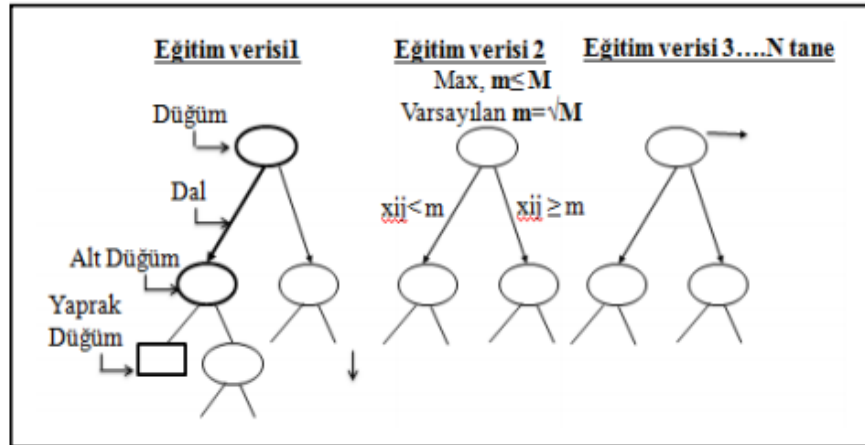 Eğitim verisi1
Eğitim verisi 2
Eğitim verisi 3….N tane
Max, m≤ M
Varsayılan m=√M
Düğüm
Dal
xij< m
xij ≥ m
Alt Düğüm
Yaprak
Düğüm